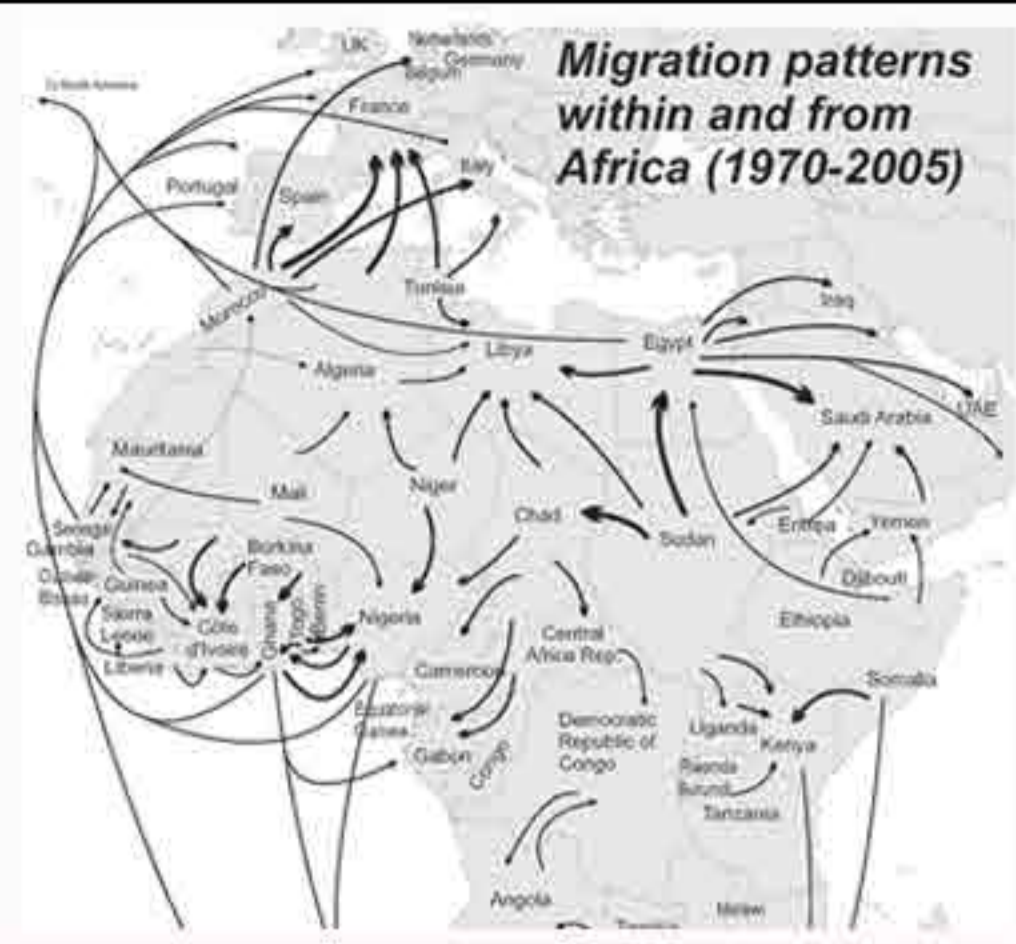 Migration patterns
within and from
Africa (1970-2005)
UK
Netherlands
Germany
Belgium
France
Italy
Portugal
Spain
Morocco
Tunisia
Algeria
Libya
Egypt
Iraq
UAE
Saudi Arabia
Mauritania
Mali
Niger
Chad
Sudan
Eritrea
Yemen
Djibouti
Ethiopia
Somalia
Senegal
Gambia
Guinea
Sierra
Leone
Liberia
Côte
d'Ivoire
Burkina
Faso
Ghana
Togo
Benin
Nigeria
Cameroon
Central
Africa Rep.
Equatorial
Guinea
Gabon
Congo
Democratic
Republic of
Congo
Uganda
Kenya
Rwanda
Burundi
Tanzania
Angola
Malawi